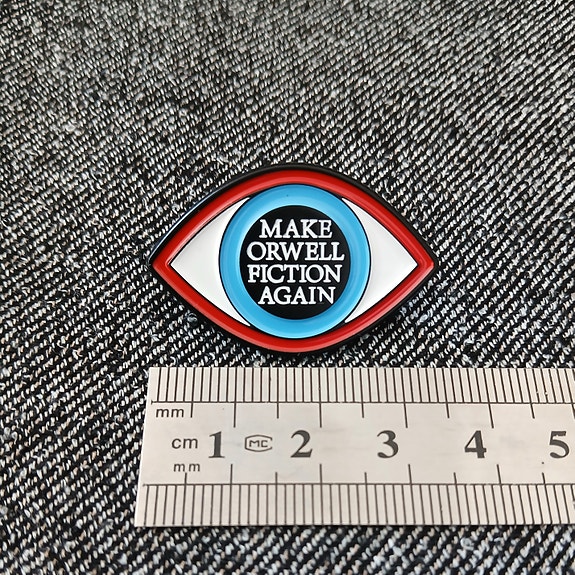 MAKE
ORWELL
FICTION
AGAIN
mm
cm 1 MC 2 3 4 5
mm